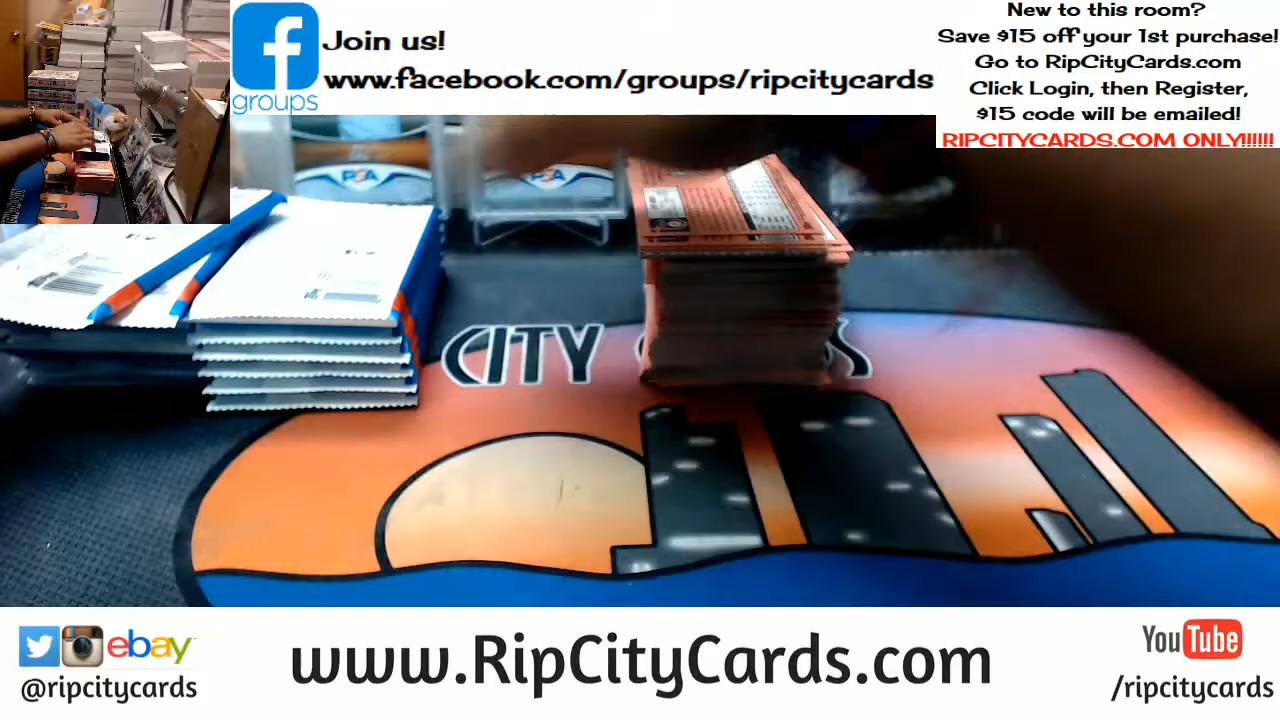 Join us!
www.facebook.com/groups/ripcitycards
groups
New to this room?
Save $15 off your 1st purchase!
Go to RipCityCards.com
Click Login, then Register,
$15 code will be emailed!
RIPCITYCARDS.COM ONLY!!!!!!
PSA
PSA
CITY
ebay
@ripcitycards
www.RipCityCards.com
YouTube
/ripcitycards